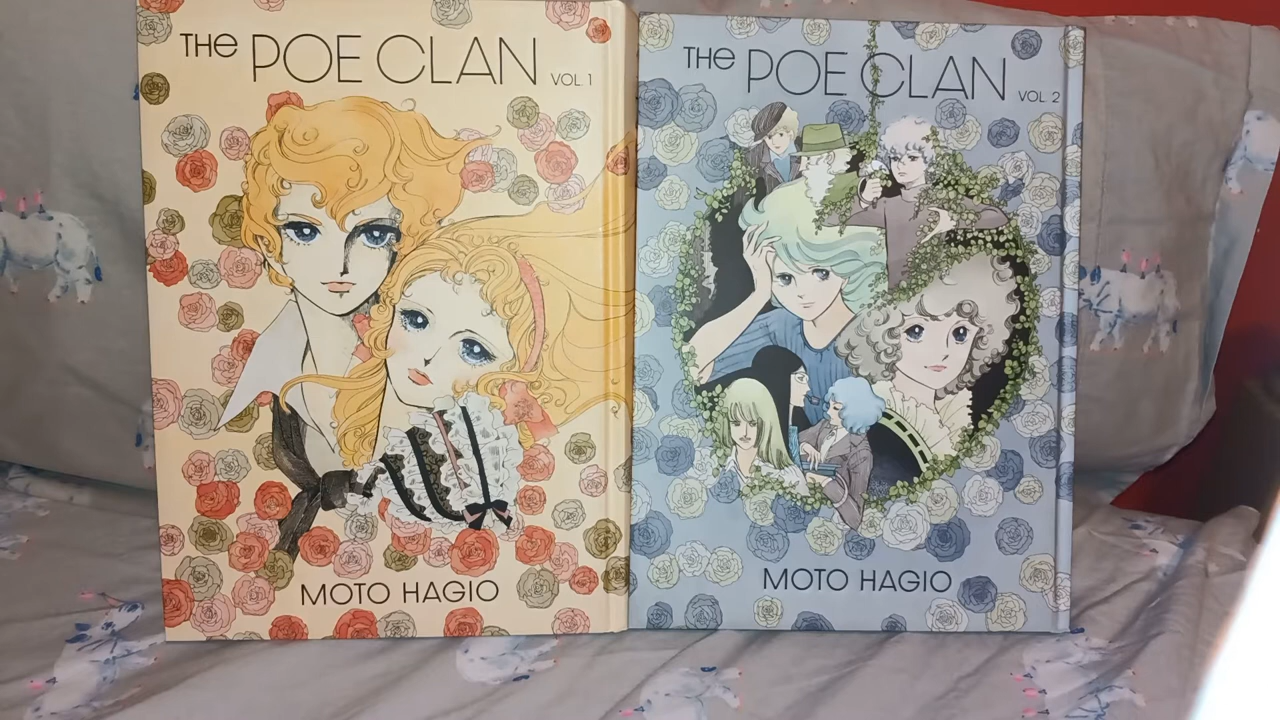 THE POE CLAN VOL. 1
MOTO HAGIO
THE POE CLAN VOL. 2
MOTO HAGIO